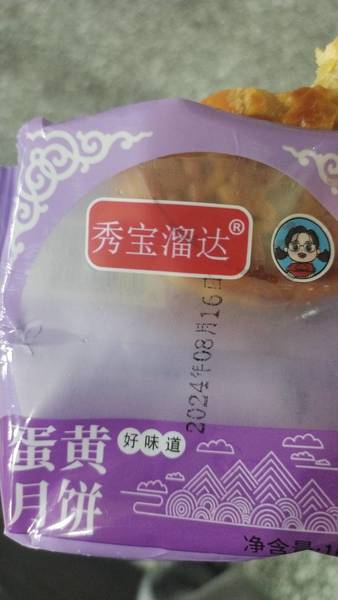 秀宝溜达®
2024年08月16日
好味道
蛋黄
月饼
净含量:1